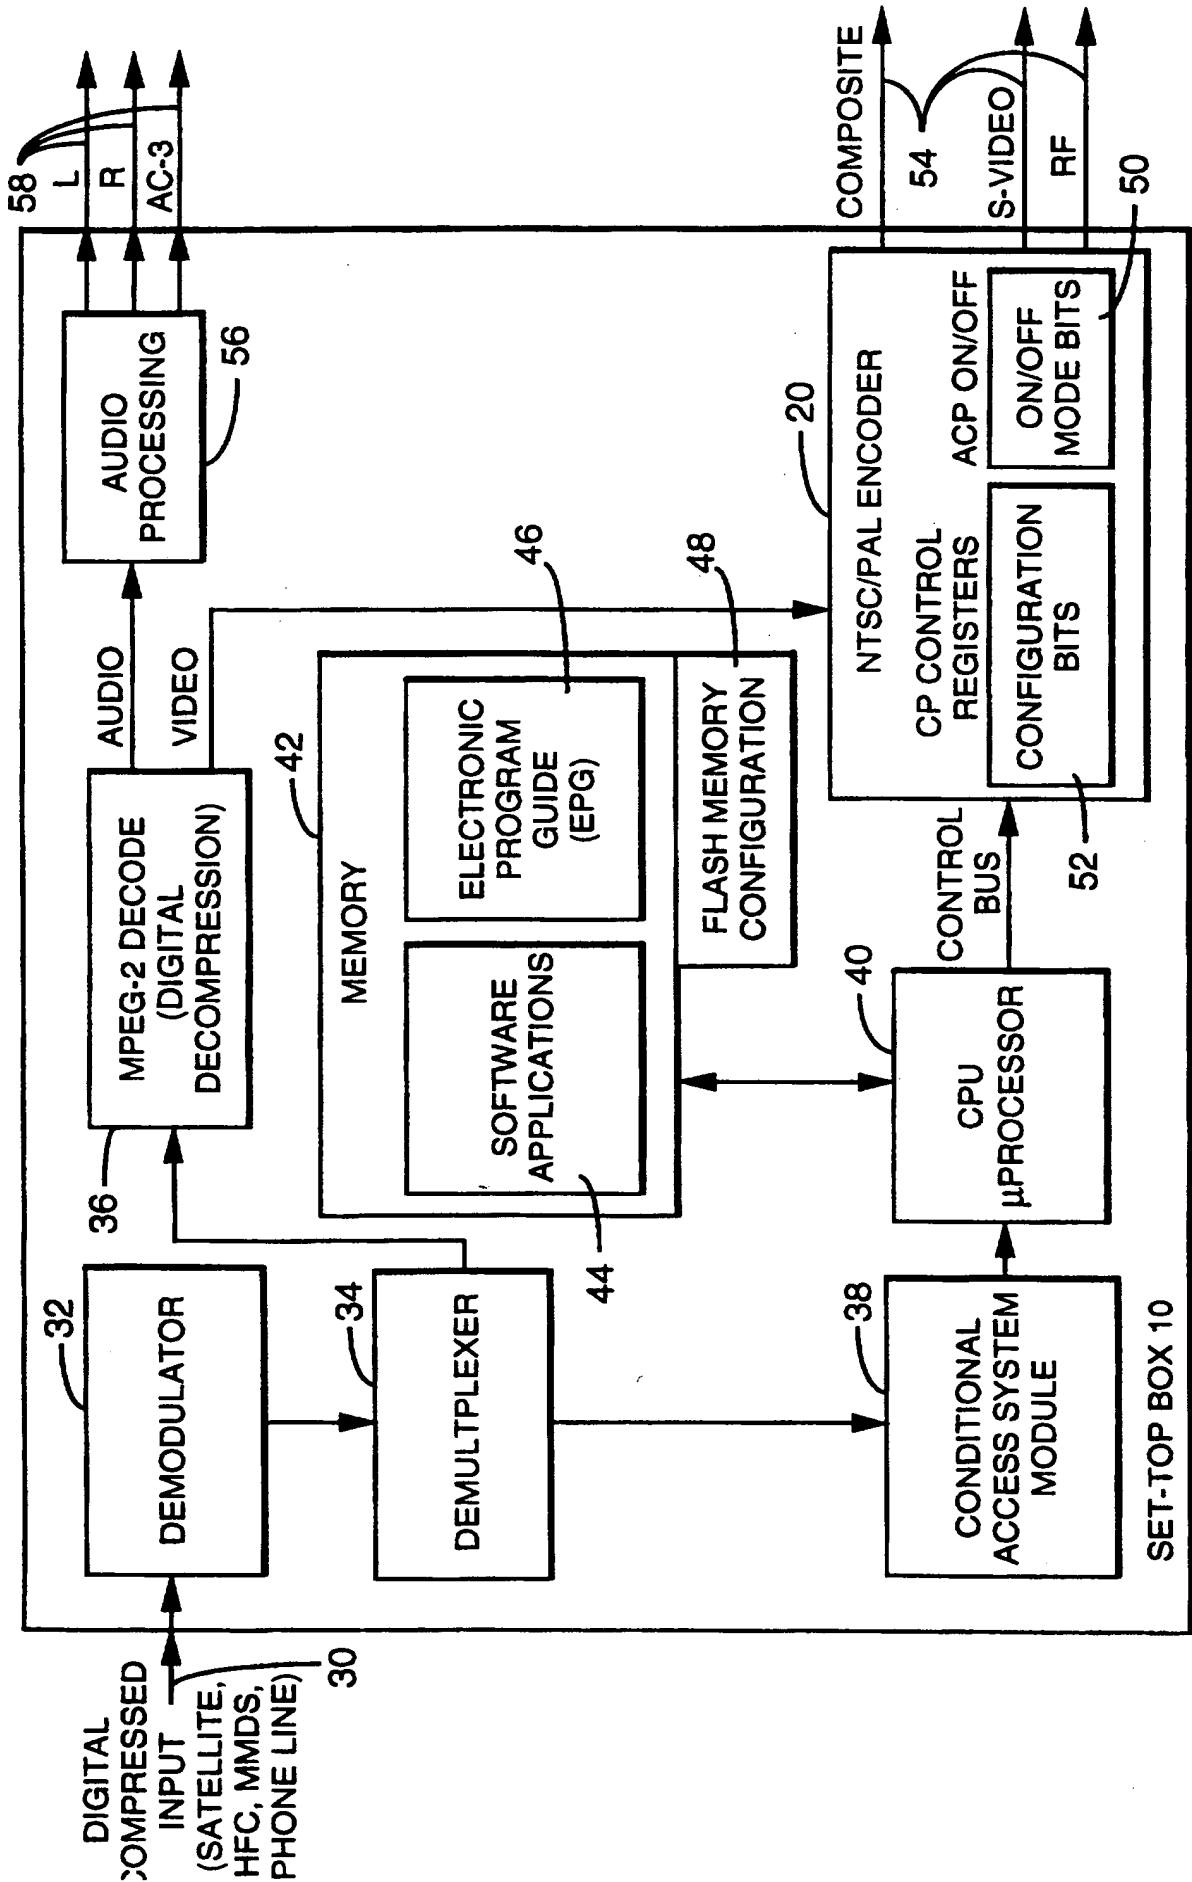 DIGITAL
COMPRESSED
INPUT
(SATELLITE,
HFC, MMDS,
PHONE LINE)
30
32
DEMODULATOR
34
DEMULTPLEXER
36
MPEG-2 DECODE
(DIGITAL
DECOMPRESSION)
AUDIO
VIDEO
AUDIO
PROCESSING
56
58
L
R
AC-3
42
MEMORY
SOFTWARE
APPLICATIONS
44
ELECTRONIC
PROGRAM
GUIDE
(EPG)
46
FLASH MEMORY
CONFIGURATION
48
38
CONDITIONAL
ACCESS SYSTEM
MODULE
40
CPU
µPROCESSOR
CONTROL
BUS
20
NTSC/PAL ENCODER
CP CONTROL
REGISTERS
ACP ON/OFF
CONFIGURATION
BITS
52
ON/OFF
MODE BITS
50
COMPOSITE
54
S-VIDEO
RF
SET-TOP BOX 10